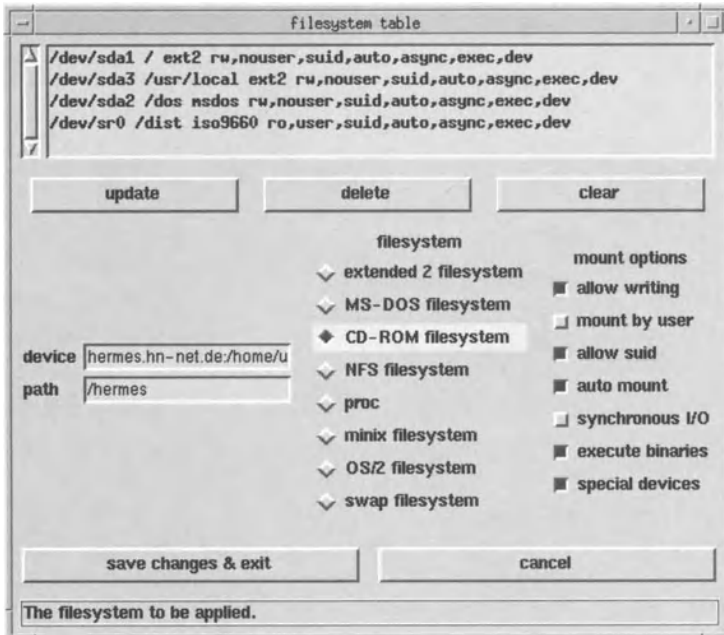 filesystem table
/dev/sda1 / ext2 rw,nouser,suid,auto,async,exec,dev
/dev/sda3 /usr/local ext2 rw,nouser,suid,auto,async,exec,dev
/dev/sda2 /dos msdos rw,nouser,suid,auto,async,exec,dev
/dev/sr0 /dist iso9660 ro,user,suid,auto,async,exec,dev
update
delete
clear
filesystem
extended 2 filesystem
MS-DOS filesystem
CD-ROM filesystem
NFS filesystem
proc
minix filesystem
OS/2 filesystem
swap filesystem
mount options
allow writing
mount by user
allow suid
auto mount
synchronous I/O
execute binaries
special devices
device hermes.hn-net.de:/home/u
path /hermes
save changes & exit
cancel
The filesystem to be applied.